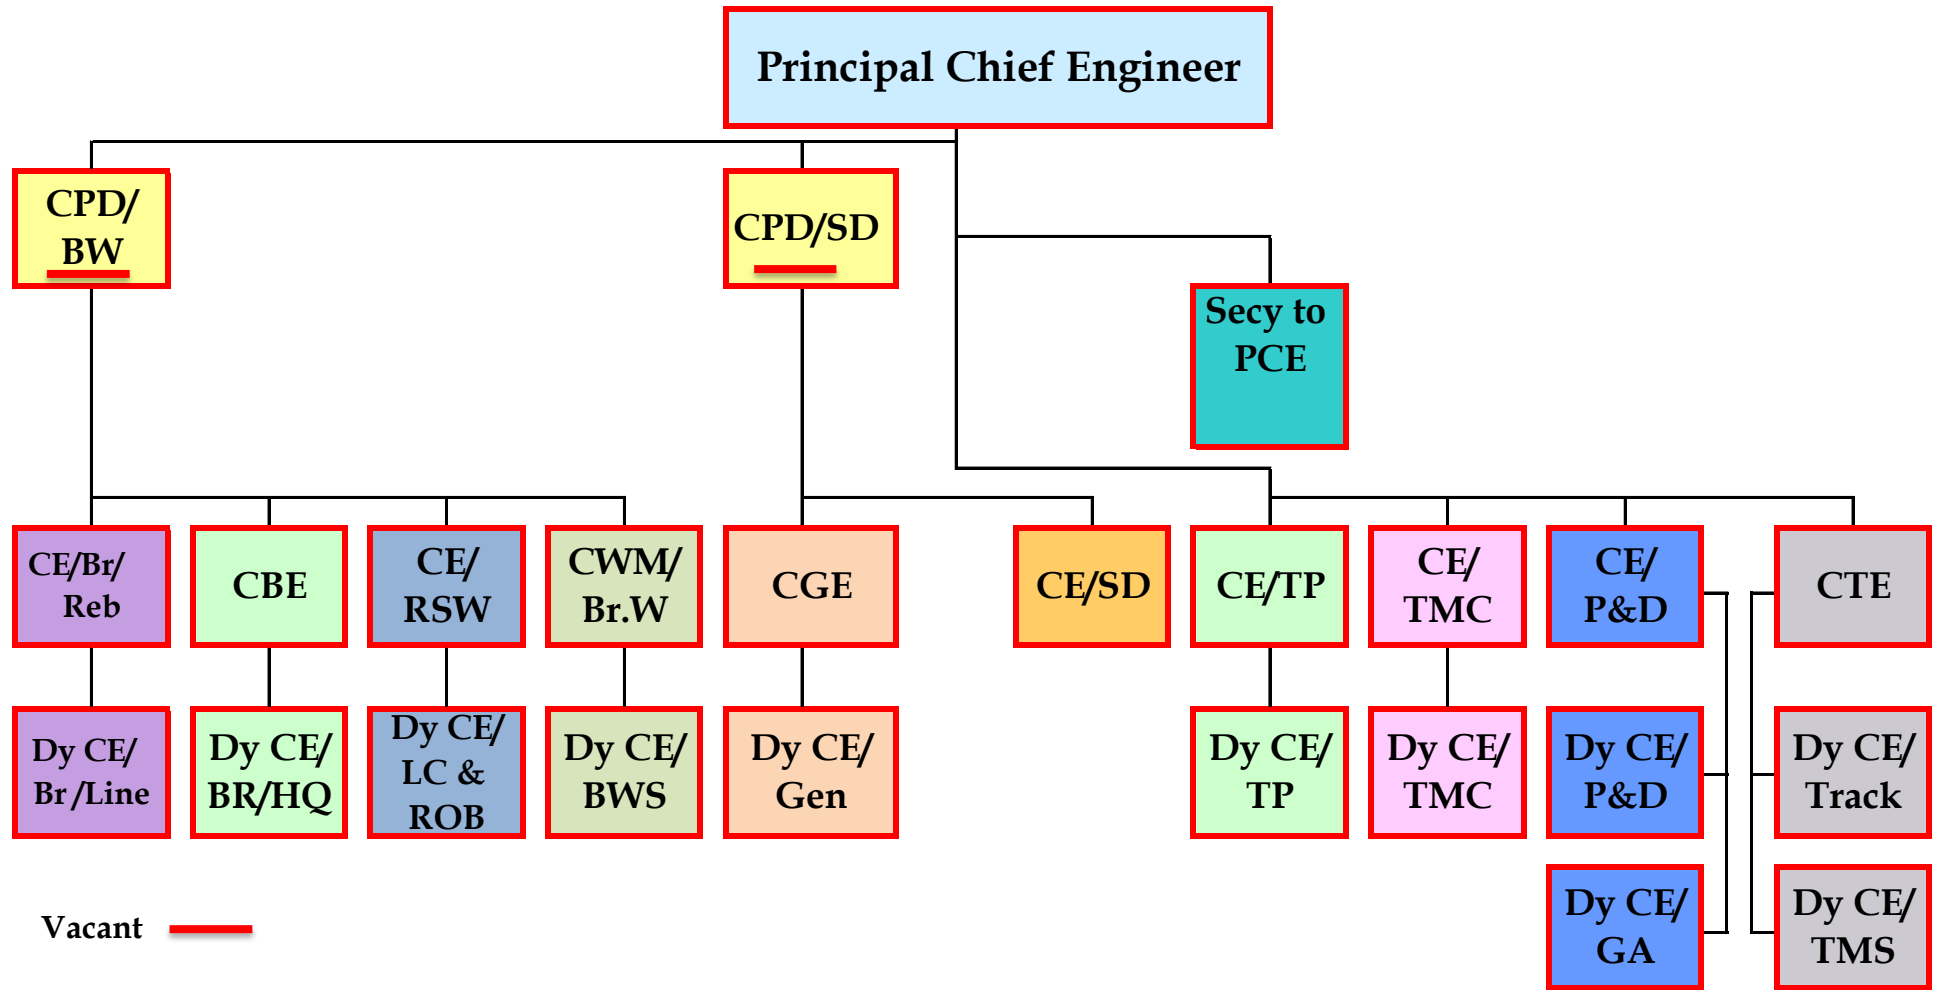 Principal Chief Engineer
CPD/
BW
CPD/SD
Secy to
PCE
CE/Br/
Reb
CBE
CE/
RSW
CWM/
Br.W
CGE
CE/SD
CE/TP
CE/
TMC
CE/
P&D
CTE
Dy CE/
Br/Line
Dy CE/
BR/HQ
Dy CE/
LC &
ROB
Dy CE/
BWS
Dy CE/
Gen
Dy CE/
TP
Dy CE/
TMC
Dy CE/
P&D
Dy CE/
Track
Dy CE/
GA
Dy CE/
TMS
Vacant